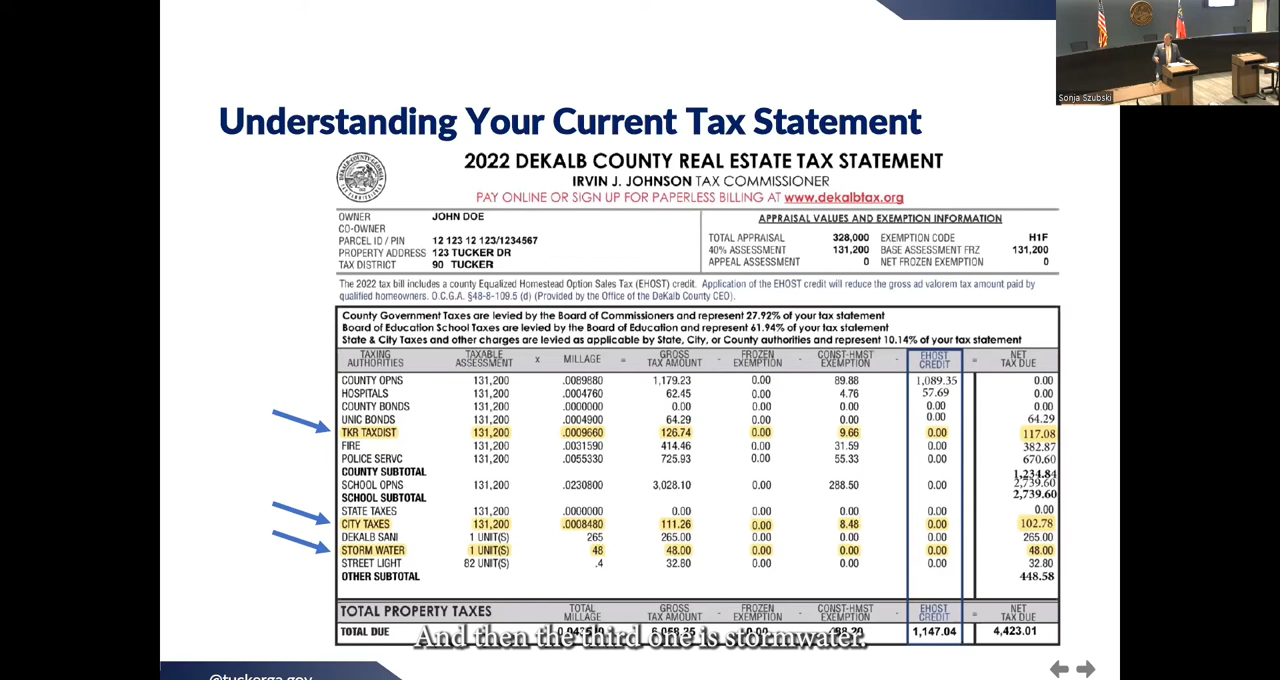 Sonja Szubski
Understanding Your Current Tax Statement
2022 DEKALB COUNTY REAL ESTATE TAX STATEMENT
IRVIN J. JOHNSON TAX COMMISSIONER
PAY ONLINE OR SIGN UP FOR PAPERLESS BILLING AT www.dekalbtax.org
OWNER JOHN DOE
CO-OWNER
PARCEL ID / PIN 12 123 12 123/1234567
PROPERTY ADDRESS 123 TUCKER DR
TAX DISTRICT 90 TUCKER
APPRAISAL VALUES AND EXEMPTION INFORMATION
TOTAL APPRAISAL 328,000 EXEMPTION CODE H1F
40% ASSESSMENT 131,200 BASE ASSESSMENT FRZ 131,200
APPEAL ASSESSMENT 0 NET FROZEN EXEMPTION 0
The 2022 tax bill includes a county Equalized Homestead Option Sales Tax (EHOST) credit. Application of the EHOST credit will reduce the gross ad valorem tax amount paid by
qualified homeowners. O.C.G.A. §48-8-109.5 (d) (Provided by the Office of the DeKalb County CEO).
County Government Taxes are levied by the Board of Commissioners and represent 27.92% of your tax statement
Board of Education School Taxes are levied by the Board of Education and represent 61.94% of your tax statement
State & City Taxes and other charges are levied as applicable by State, City, or County authorities and represent 10.14% of your tax statement
TAXING AUTHORITIES TAXABLE ASSESSMENT x MILLAGE = GROSS TAX AMOUNT - FROZEN EXEMPTION - CONST-HMST EXEMPTION - EHOST CREDIT = NET TAX DUE
COUNTY OPNS 131,200 .0089880 1,179.23 0.00 89.88 1,089.35 0.00
HOSPITALS 131,200 .0004760 62.45 0.00 4.76 57.69 0.00
COUNTY BONDS 131,200 .0000000 0.00 0.00 0.00 0.00 0.00
UNIC BONDS 131,200 .0004900 64.29 0.00 0.00 0.00 64.29
TKR TAXDIST 131,200 .0009660 126.74 0.00 9.66 0.00 117.08
FIRE 131,200 .0031590 414.46 0.00 31.59 0.00 382.87
POLICE SERVC 131,200 .0055330 725.93 0.00 55.33 0.00 670.60
COUNTY SUBTOTAL 1,234.84
SCHOOL OPNS 131,200 .0230800 3,028.10 0.00 288.50 0.00 2,739.60
SCHOOL SUBTOTAL 2,739.60
STATE TAXES 131,200 .0000000 0.00 0.00 0.00 0.00 0.00
CITY TAXES 131,200 .0008480 111.26 0.00 8.48 0.00 102.78
DEKALB SANI 1 UNIT(S) 265 265.00 0.00 0.00 0.00 265.00
STORM WATER 1 UNIT(S) 48 48.00 0.00 0.00 0.00 48.00
STREET LIGHT 82 UNIT(S) .4 32.80 0.00 0.00 0.00 32.80
OTHER SUBTOTAL 448.58
TOTAL PROPERTY TAXES TOTAL MILLAGE GROSS TAX AMOUNT - FROZEN EXEMPTION - CONST-HMST EXEMPTION - EHOST CREDIT = NET TAX DUE
TOTAL DUE 1,147.04 4,423.01
And then the third one is stormwater.
@tuckerga.gov